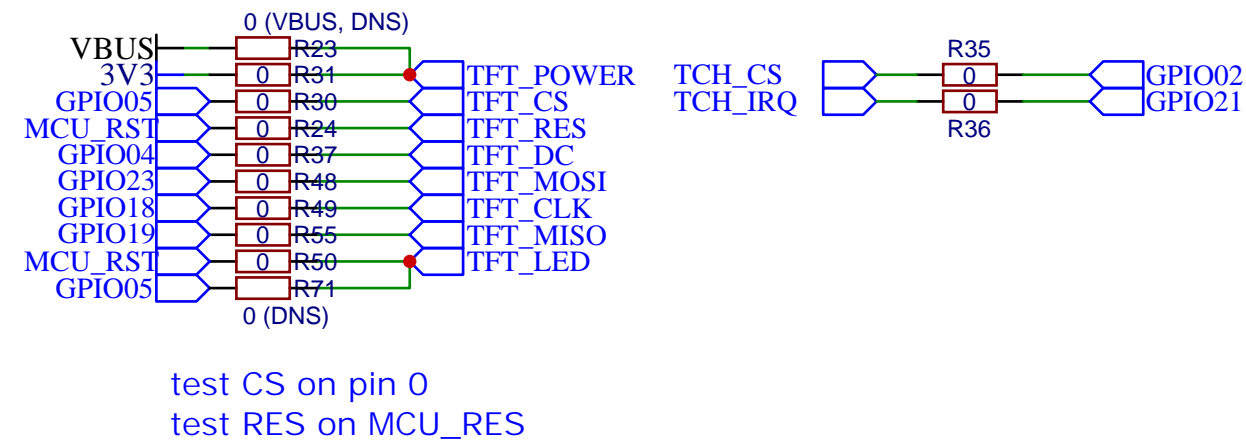 0 (VBUS, DNS)
VBUS R23
3V3 0 R31 TFT_POWER
GPIO05 0 R30 TFT_CS
MCU_RST 0 R24 TFT_RES
GPIO04 0 R37 TFT_DC
GPIO23 0 R48 TFT_MOSI
GPIO18 0 R49 TFT_CLK
GPIO19 0 R55 TFT_MISO
MCU_RST 0 R50 TFT_LED
GPIO05 R71
0 (DNS)
R35
TCH_CS 0 GPIO02
TCH_IRQ 0 GPIO21
R36
test CS on pin 0
test RES on MCU_RES